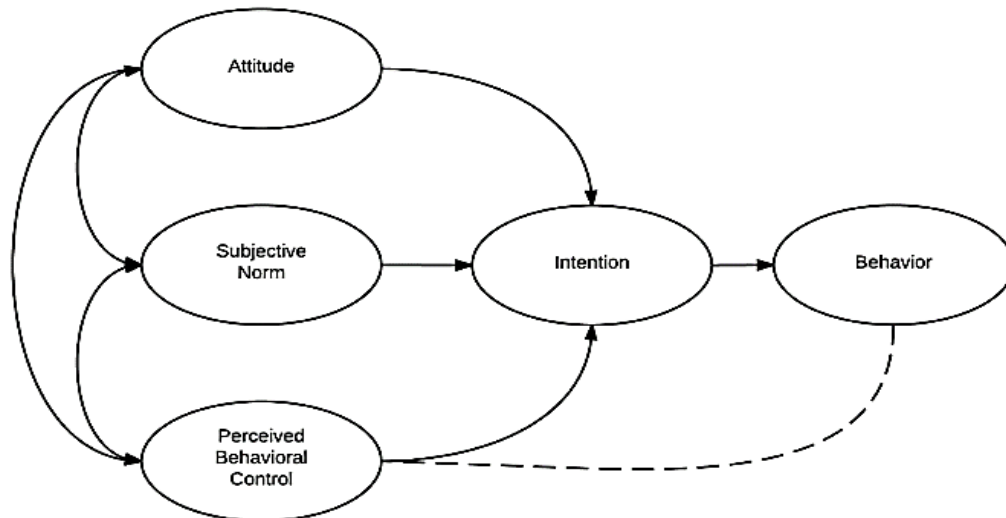 Attitude
Subjective
Norm
Intention
Behavior
Perceived
Behavioral
Control